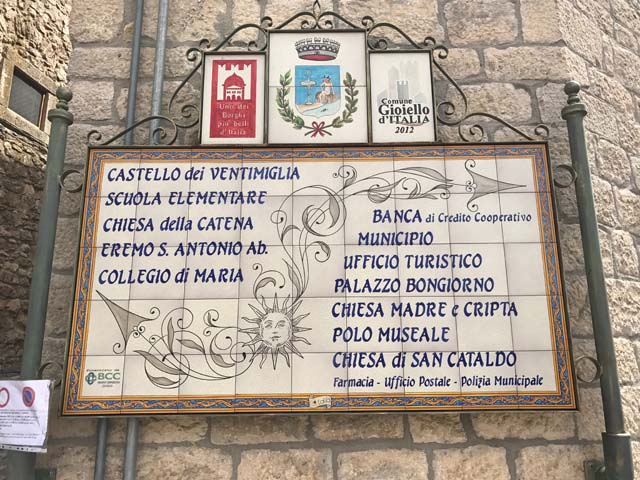 Uno dei
Borghi
più belli
d'Italia
Comune
Gioiello
d'ITALIA
2012
CASTELLO dei VENTIMIGLIA
SCUOLA ELEMENTARE
CHIESA della CATENA
EREMO S. ANTONIO Ab.
COLLEGIO di MARIA
BANCA di Credito Cooperativo
MUNICIPIO
UFFICIO TURISTICO
PALAZZO BONGIORNO
CHIESA MADRE e CRIPTA
POLO MUSEALE
CHIESA di SAN CATALDO
Farmacia - Ufficio Postale - Polizia Municipale
BCC